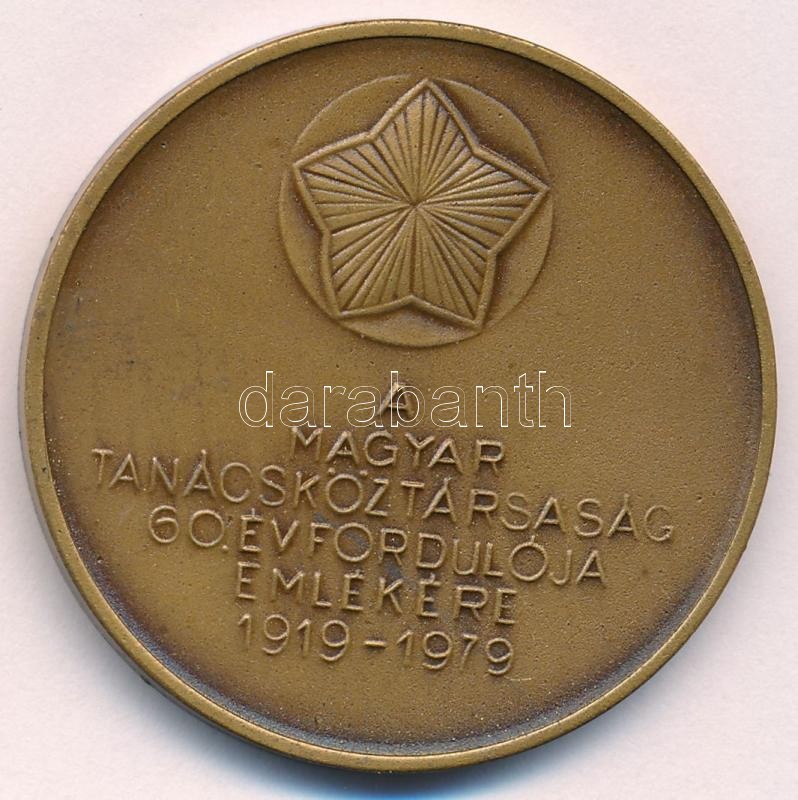 A
darabanth
MAGYAR
TANÁCSKÖZTÁRSASÁG
60. ÉVFORDULÓJA
EMLÉKÉRE
1919-1979